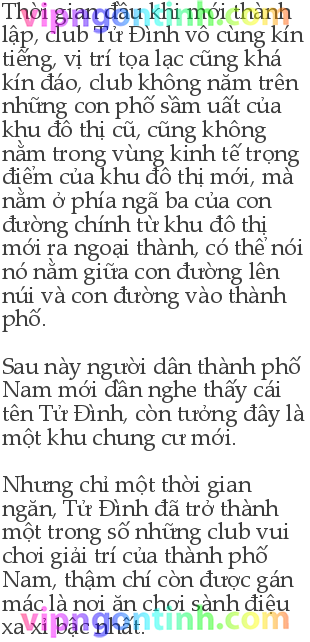 Thời gian đầu khi mới thành
lập, club Tử Đình vô cùng kín
tiếng, vị trí tọa lạc cũng khá
kín đáo, club không nằm trên
những con phố sầm uất của
khu đô thị cũ, cũng không
nằm trong vùng kinh tế trọng
điểm của khu đô thị mới, mà
nằm ở phía ngã ba của con
đường chính từ khu đô thị
mới ra ngoại thành, có thể nói
nó nằm giữa con đường lên
núi và con đường vào thành
phố.
Sau này người dân thành phố
Nam mới dần nghe thấy cái
tên Tử Đình, còn tưởng đây là
một khu chung cư mới.
Nhưng chỉ một thời gian
ngắn, Tử Đình đã trở thành
một trong số những club vui
chơi giải trí của thành phố
Nam, thậm chí còn được gán
mác là nơi ăn chơi sành điệu
xa xỉ bậc nhất.
vipngontinh.com
vipngontinh.com
vipngontinh.com
vipngontinh.com